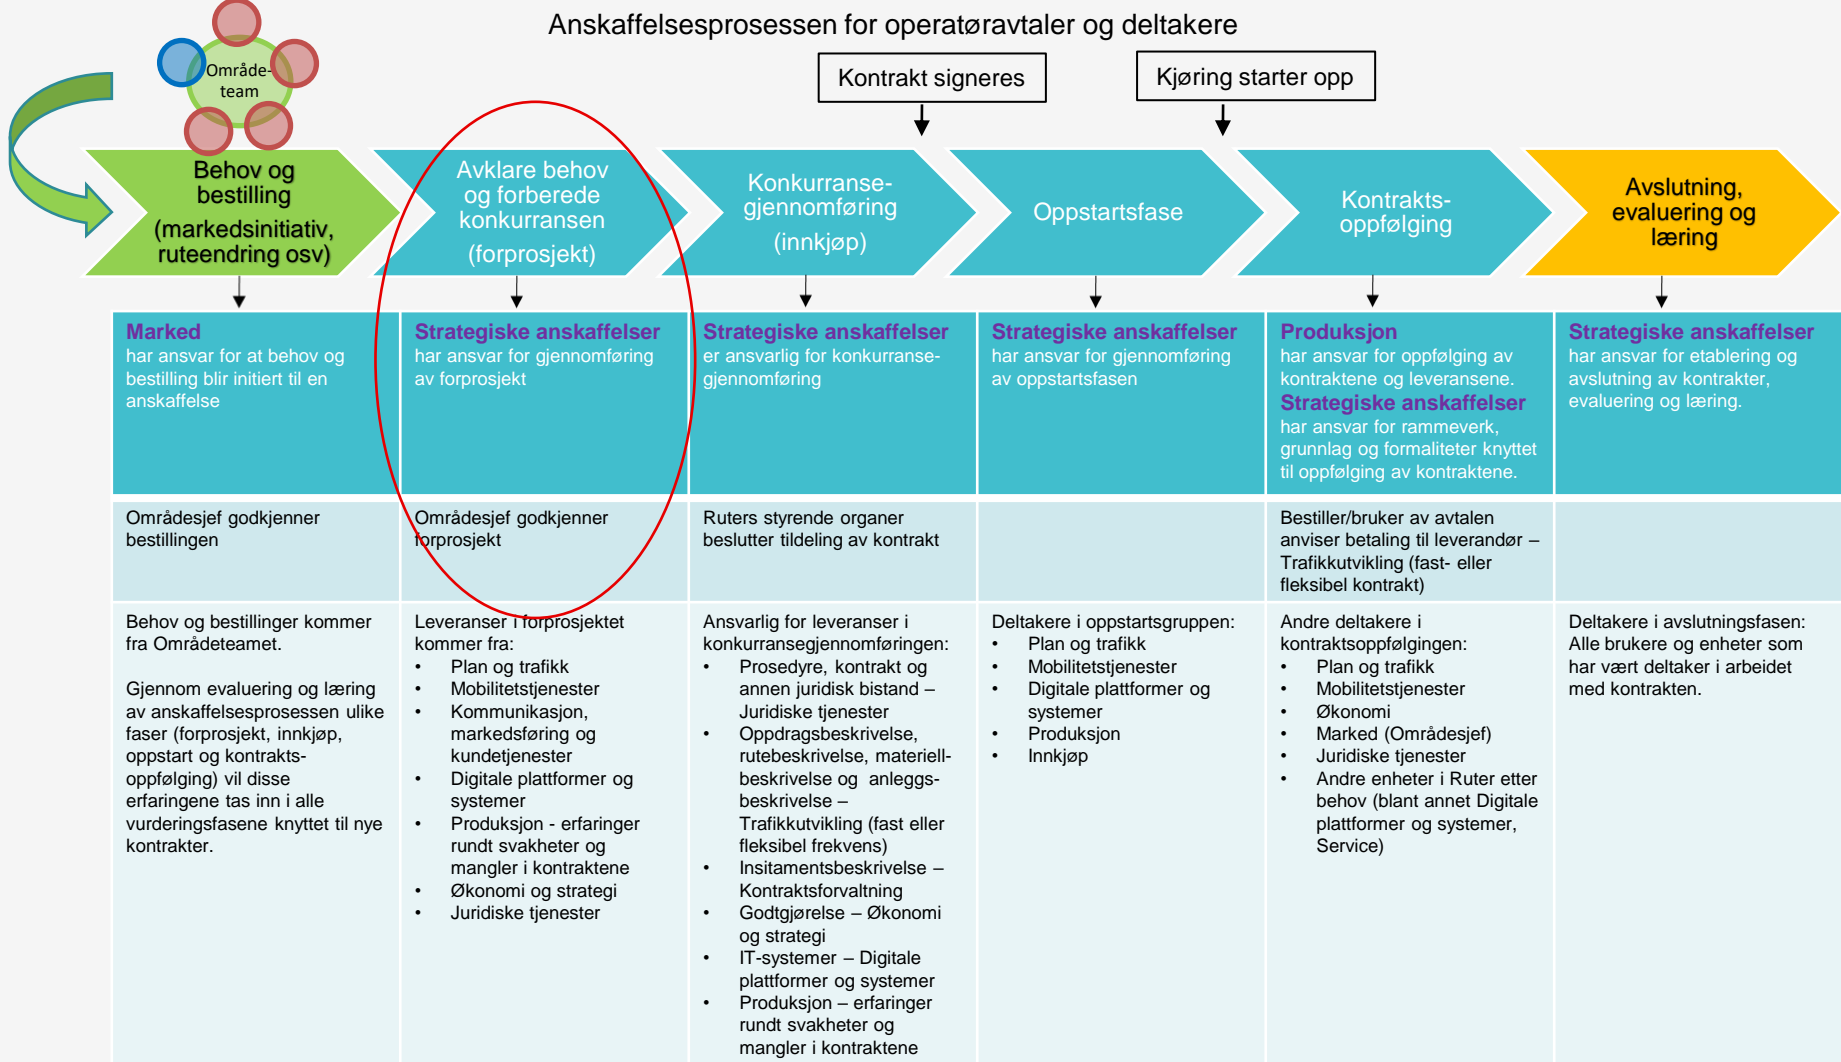 Anskaffelsesprosessen for operatøravtaler og deltakere
Område-
team
Kontrakt signeres
Kjøring starter opp
Behov og
bestilling
(markedsinitiativ,
ruteendring osv)
Avklare behov
og forberede
konkurransen
(forprosjekt)
Konkurranse-
gjennomføring
(innkjøp)
Oppstartsfase
Kontrakts-
oppfølging
Avslutning,
evaluering og
læring
Marked
har ansvar for at behov og
bestilling blir initiert til en
anskaffelse
Strategiske anskaffelser
har ansvar for gjennomføring
av forprosjekt
Strategiske anskaffelser
er ansvarlig for konkurranse-
gjennomføring
Strategiske anskaffelser
har ansvar for gjennomføring
av oppstartsfasen
Produksjon
har ansvar for oppfølging av
kontraktene og leveransene.
Strategiske anskaffelser
har ansvar for rammeverk,
grunnlag og formaliteter knyttet
til oppfølging av kontraktene.
Strategiske anskaffelser
har ansvar for etablering og
avslutning av kontrakter,
evaluering og læring.
Områdesjef godkjenner
bestillingen
Områdesjef godkjenner
forprosjekt
Ruters styrende organer
beslutter tildeling av kontrakt
Bestiller/bruker av avtalen
anviser betaling til leverandør –
Trafikkutvikling (fast- eller
fleksibel kontrakt)
Behov og bestillinger kommer
fra Områdeteamet.
Gjennom evaluering og læring
av anskaffelsesprosessen ulike
faser (forprosjekt, innkjøp,
oppstart og kontrakts-
oppfølging) vil disse
erfaringene tas inn i alle
vurderingsfasene knyttet til nye
kontrakter.
Leveranser i forprosjektet
kommer fra:
• Plan og trafikk
• Mobilitetstjenester
• Kommunikasjon,
markedsføring og
kundetjenester
• Digitale plattformer og
systemer
• Produksjon - erfaringer
rundt svakheter og
mangler i kontraktene
• Økonomi og strategi
• Juridiske tjenester
Ansvarlig for leveranser i
konkurransegjennomføringen:
• Prosedyre, kontrakt og
annen juridisk bistand –
Juridiske tjenester
• Oppdragsbeskrivelse,
rutebeskrivelse, materiell-
beskrivelse og anleggs-
beskrivelse –
Trafikkutvikling (fast eller
fleksibel frekvens)
• Insitamentsbeskrivelse –
Kontraktsforvaltning
• Godtgjørelse – Økonomi
og strategi
• IT-systemer – Digitale
plattformer og systemer
• Produksjon – erfaringer
rundt svakheter og
mangler i kontraktene
Deltakere i oppstartsgruppen:
• Plan og trafikk
• Mobilitetstjenester
• Digitale plattformer og
systemer
• Produksjon
• Innkjøp
Andre deltakere i
kontraktsoppfølgingen:
• Plan og trafikk
• Mobilitetstjenester
• Økonomi
• Marked (Områdesjef)
• Juridiske tjenester
• Andre enheter i Ruter etter
behov (blant annet Digitale
plattformer og systemer,
Service)
Deltakere i avslutningsfasen:
Alle brukere og enheter som
har vært deltaker i arbeidet
med kontrakten.